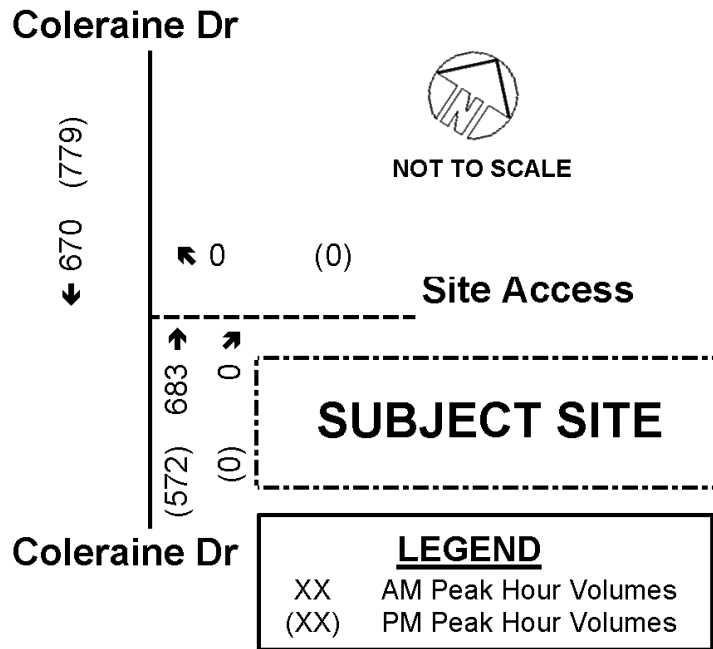 Coleraine Dr
N
NOT TO SCALE
670 (779)
0 (0)
Site Access
683 0
(572) (0)
SUBJECT SITE
Coleraine Dr
LEGEND
XX AM Peak Hour Volumes
(XX) PM Peak Hour Volumes